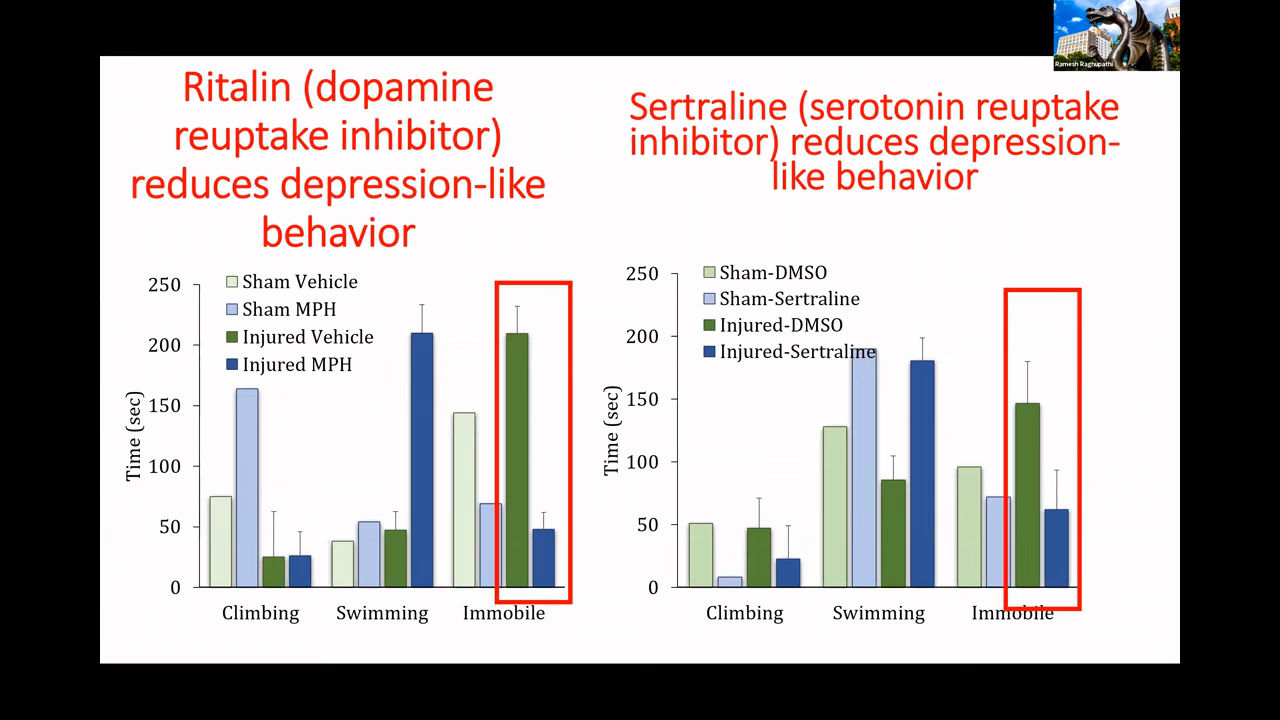 Ramesh Raghupathi
Ritalin (dopamine
reuptake inhibitor)
reduces depression-like
behavior
Sertraline (serotonin reuptake
inhibitor) reduces depression-
like behavior
Time (sec)
250
200
150
100
50
0
Sham Vehicle
Sham MPH
Injured Vehicle
Injured MPH
Climbing
Swimming
Immobile
Time (sec)
250
200
150
100
50
0
Sham-DMSO
Sham-Sertraline
Injured-DMSO
Injured-Sertraline
Climbing
Swimming
Immobile